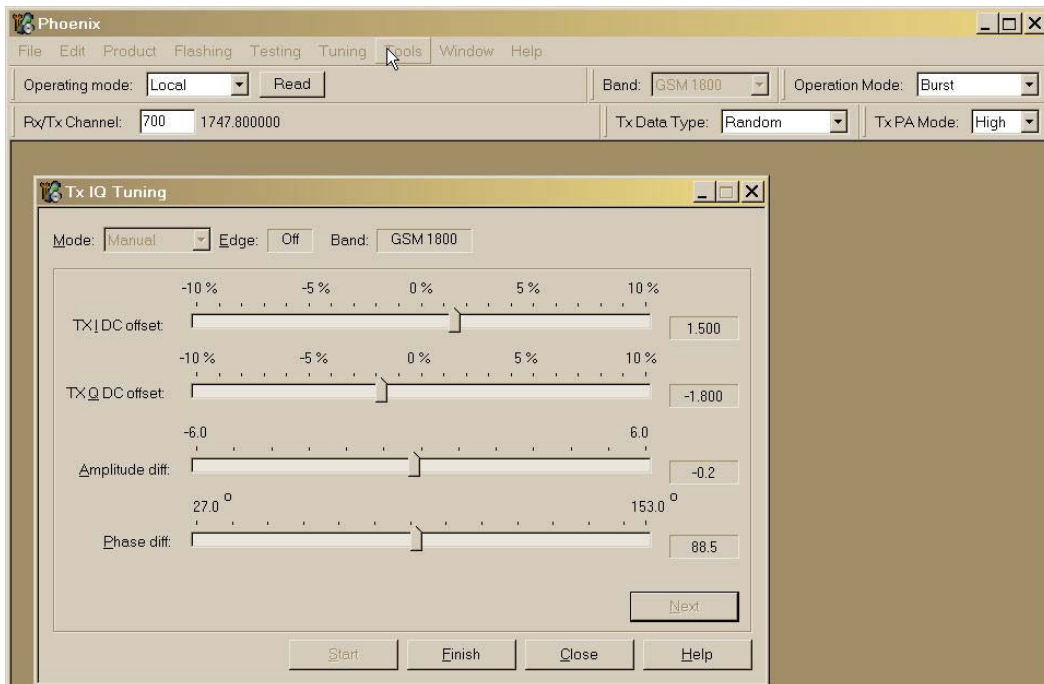 Phoenix
File Edit Product Flashing Testing Tuning Tools Window Help
Operating mode: Local Read Band: GSM 1800 Operation Mode: Burst
Rx/Tx Channel: 700 1747.800000 Tx Data Type: Random Tx PA Mode: High
Tx IQ Tuning
Mode: Manual Edge: Off Band: GSM 1800
-10 % -5 % 0 % 5 % 10 %
TX I DC offset: 1.500
-10 % -5 % 0 % 5 % 10 %
TX Q DC offset: -1.800
-6.0 6.0
Amplitude diff: -0.2
27.0 º 153.0 º
Phase diff: 88.5
Next
Start Finish Close Help